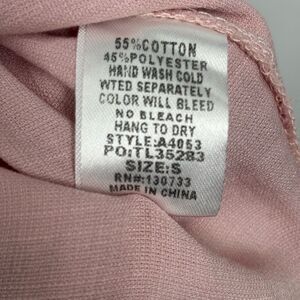 55%COTTON
45%POLYESTER
HAND WASH COLD
WTED SEPARATELY
COLOR WILL BLEED
NO BLEACH
HANG TO DRY
STYLE:A4053
PO:TL35283
SIZE:S
RN#:130733
MADE IN CHINA